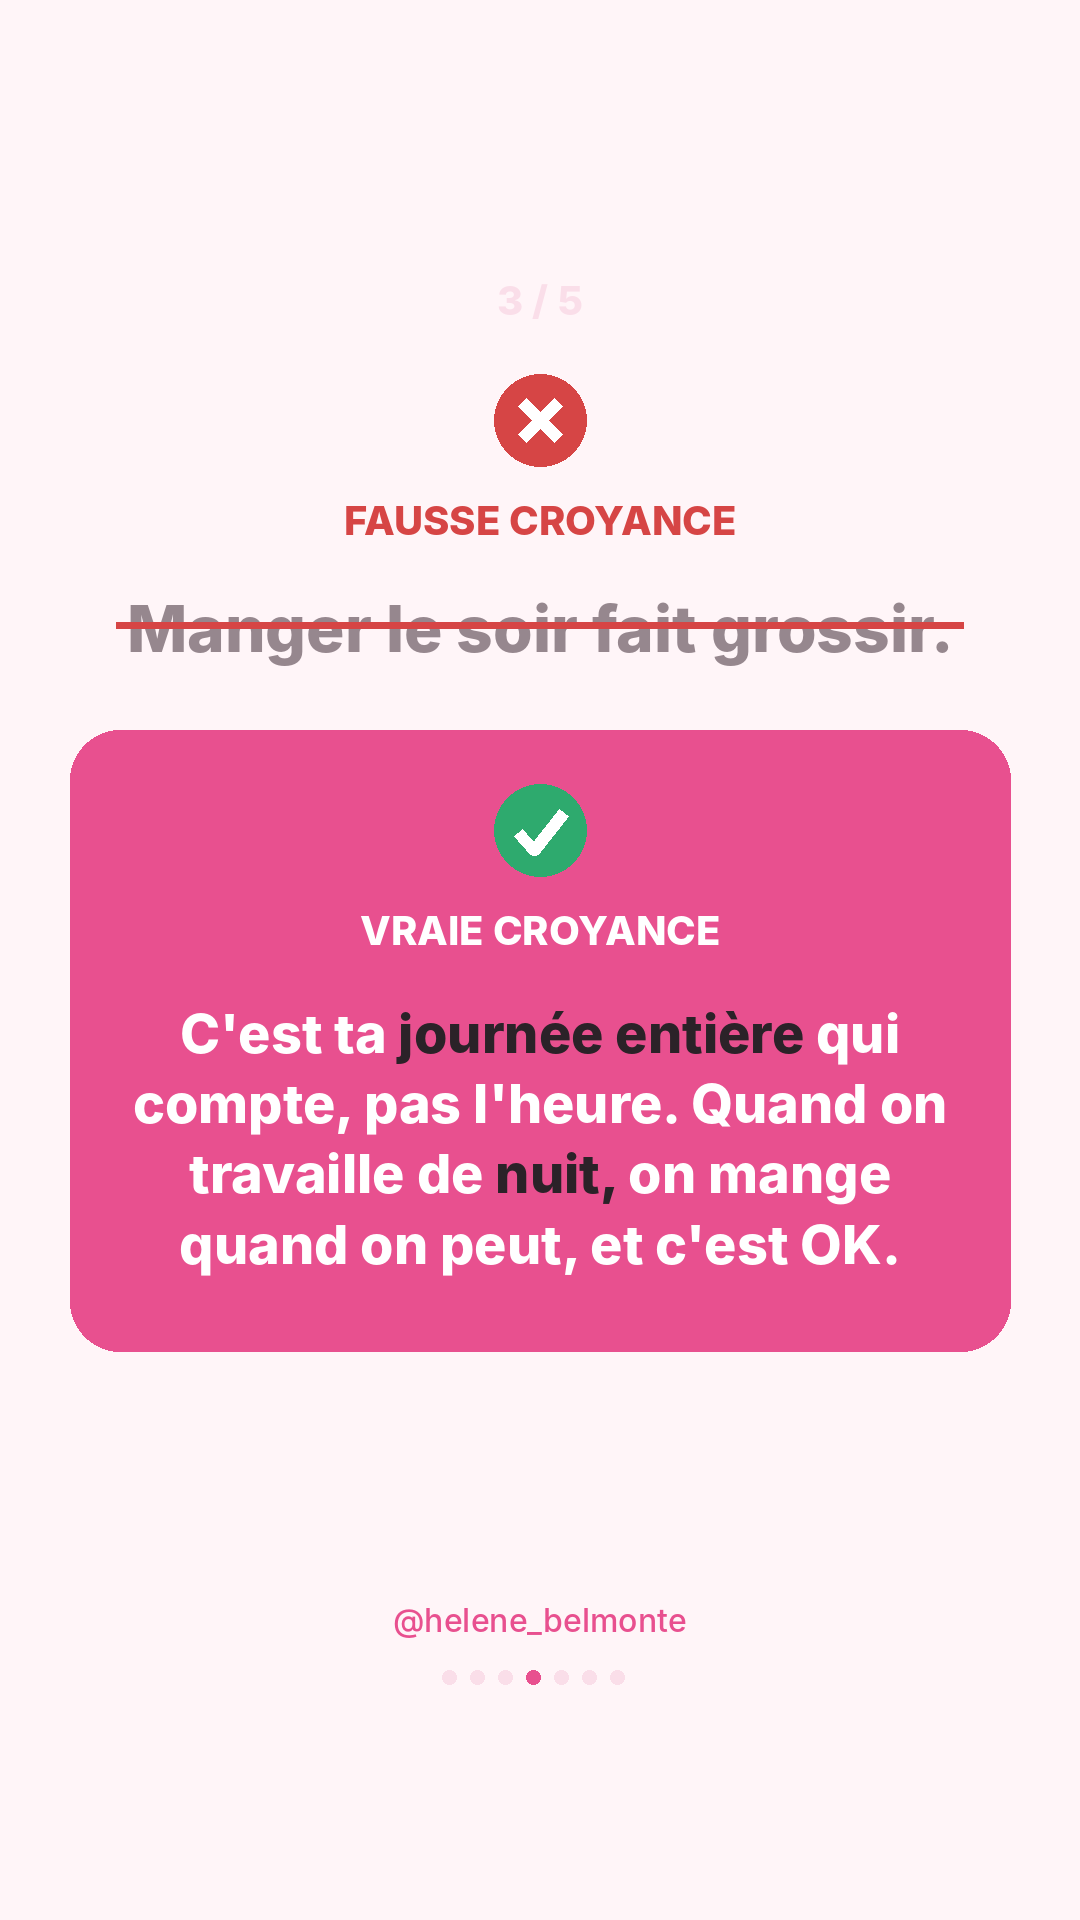 3 / 5
FAUSSE CROYANCE
Manger le soir fait grossir.
VRAIE CROYANCE
C'est ta journée entière qui
compte, pas l'heure. Quand on
travaille de nuit, on mange
quand on peut, et c'est OK.
@helene_belmonte